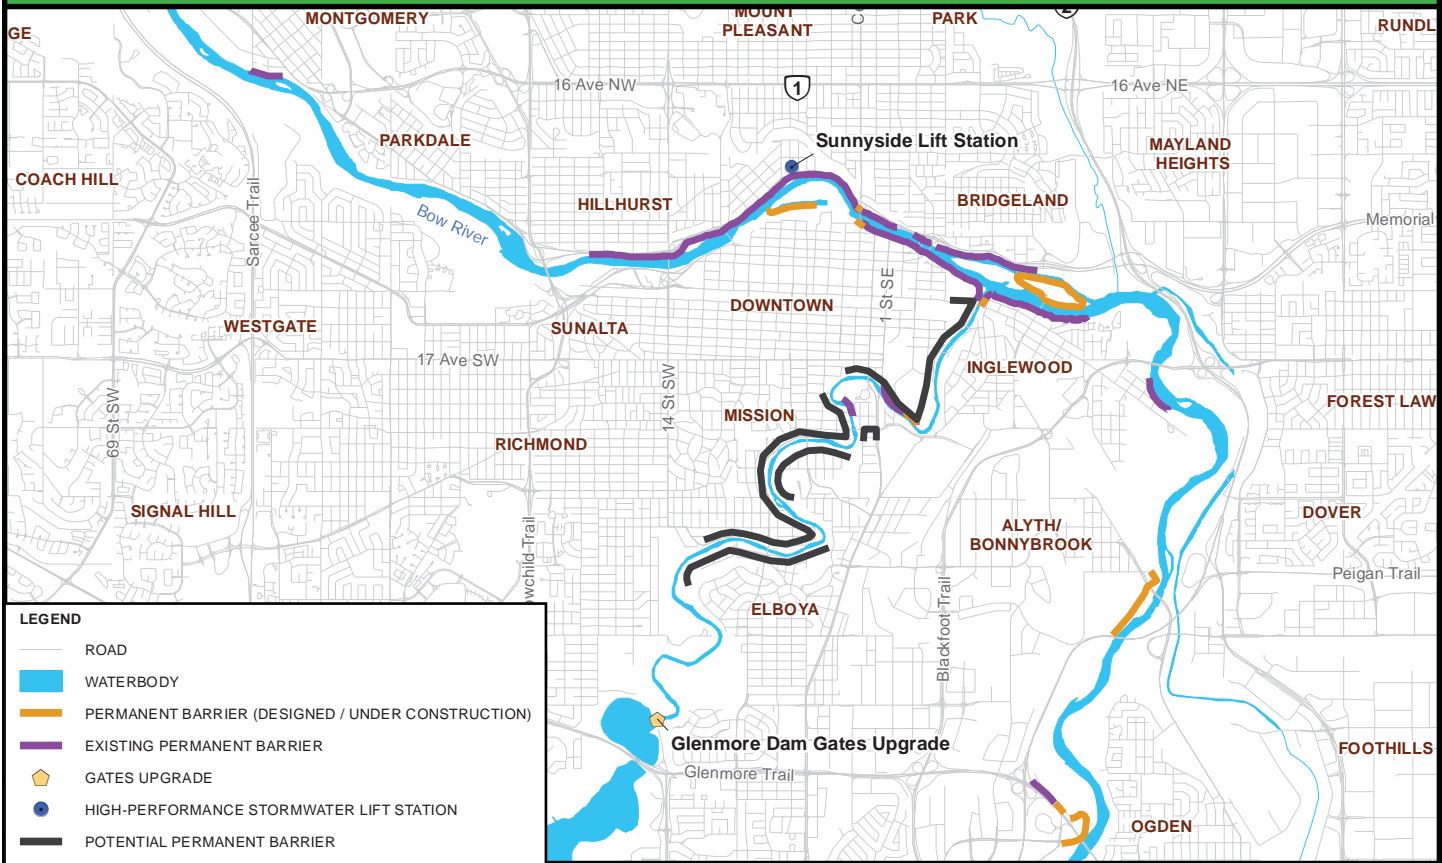 MONTGOMERY
MOUNT
PLEASANT
PARK
2
RUNDL
GE
16 Ave NW
1
16 Ave NE
PARKDALE
Sunnyside Lift Station
MAYLAND
HEIGHTS
COACH HILL
HILLHURST
BRIDGELAND
Sarcee Trail
Bow River
Memorial
1 St SE
DOWNTOWN
WESTGATE
SUNALTA
17 Ave SW
INGLEWOOD
69 St SW
14 St SW
MISSION
FOREST LAW
RICHMOND
SIGNAL HILL
ALYTH/
BONNYBROOK
DOVER
owchild Trail
Peigan Trail
ELBOYA
Blackfoot Trail
Glenmore Dam Gates Upgrade
FOOTHILLS
Glenmore Trail
OGDEN
LEGEND
ROAD
WATERBODY
PERMANENT BARRIER (DESIGNED / UNDER CONSTRUCTION)
EXISTING PERMANENT BARRIER
GATES UPGRADE
HIGH-PERFORMANCE STORMWATER LIFT STATION
POTENTIAL PERMANENT BARRIER